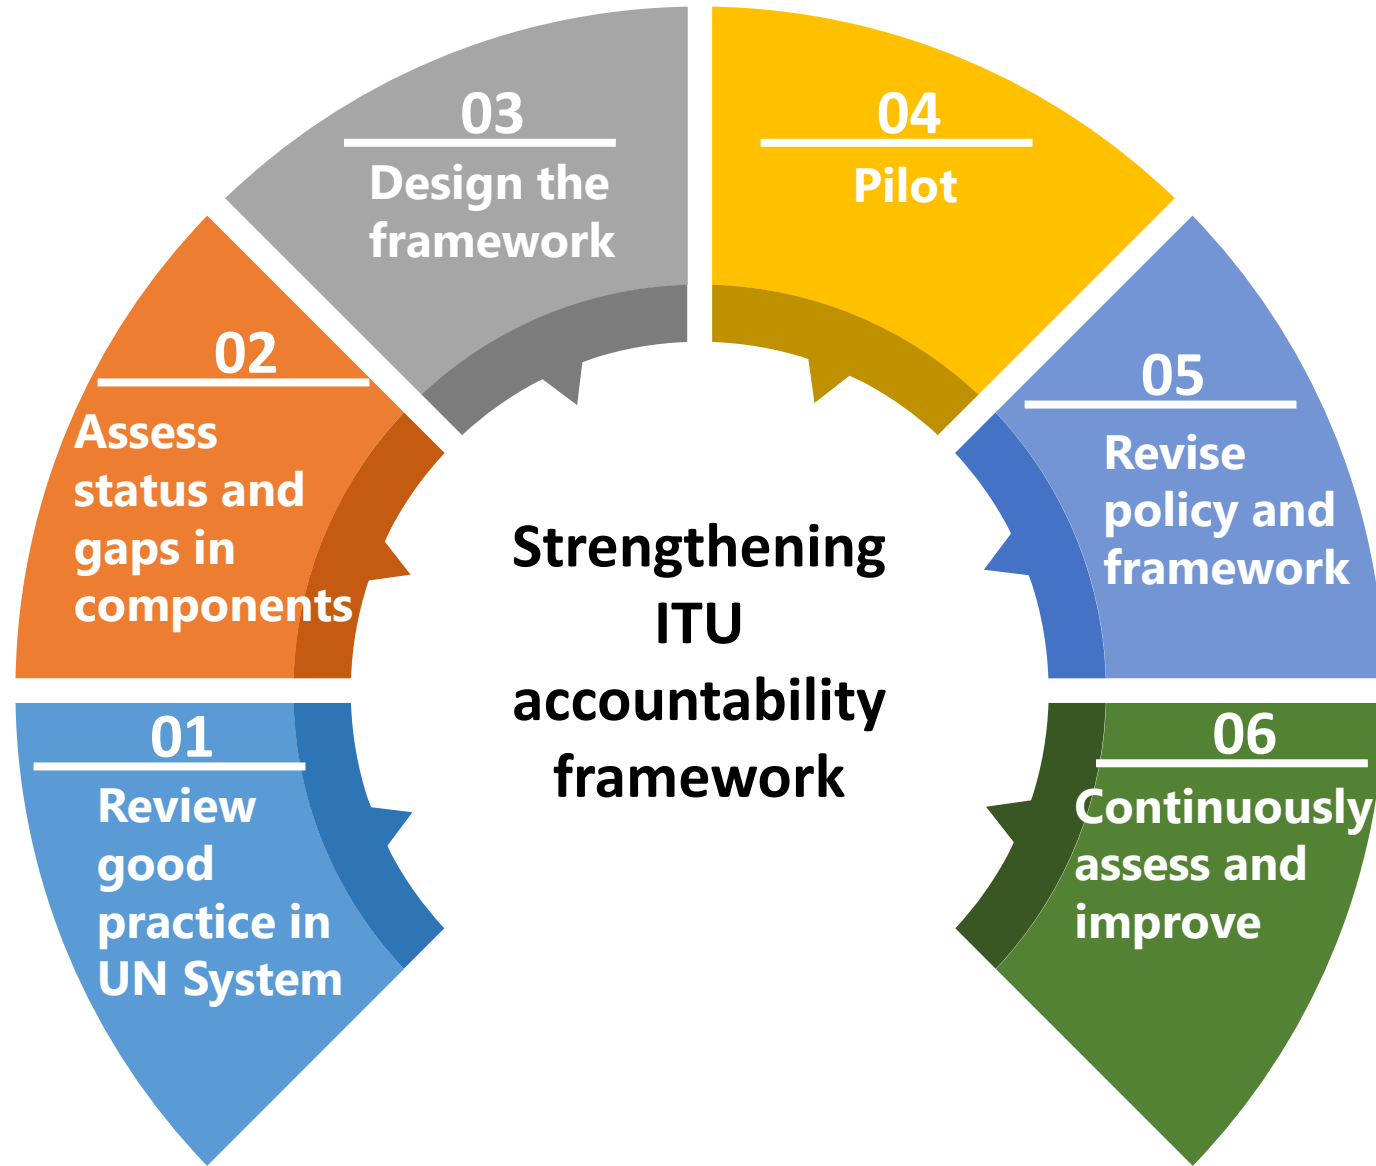 01
Review
good
practice in
UN System
02
Assess
status and
gaps in
components
03
Design the
framework
04
Pilot
05
Revise
policy and
framework
06
Continuously
assess and
improve
Strengthening
ITU
accountability
framework